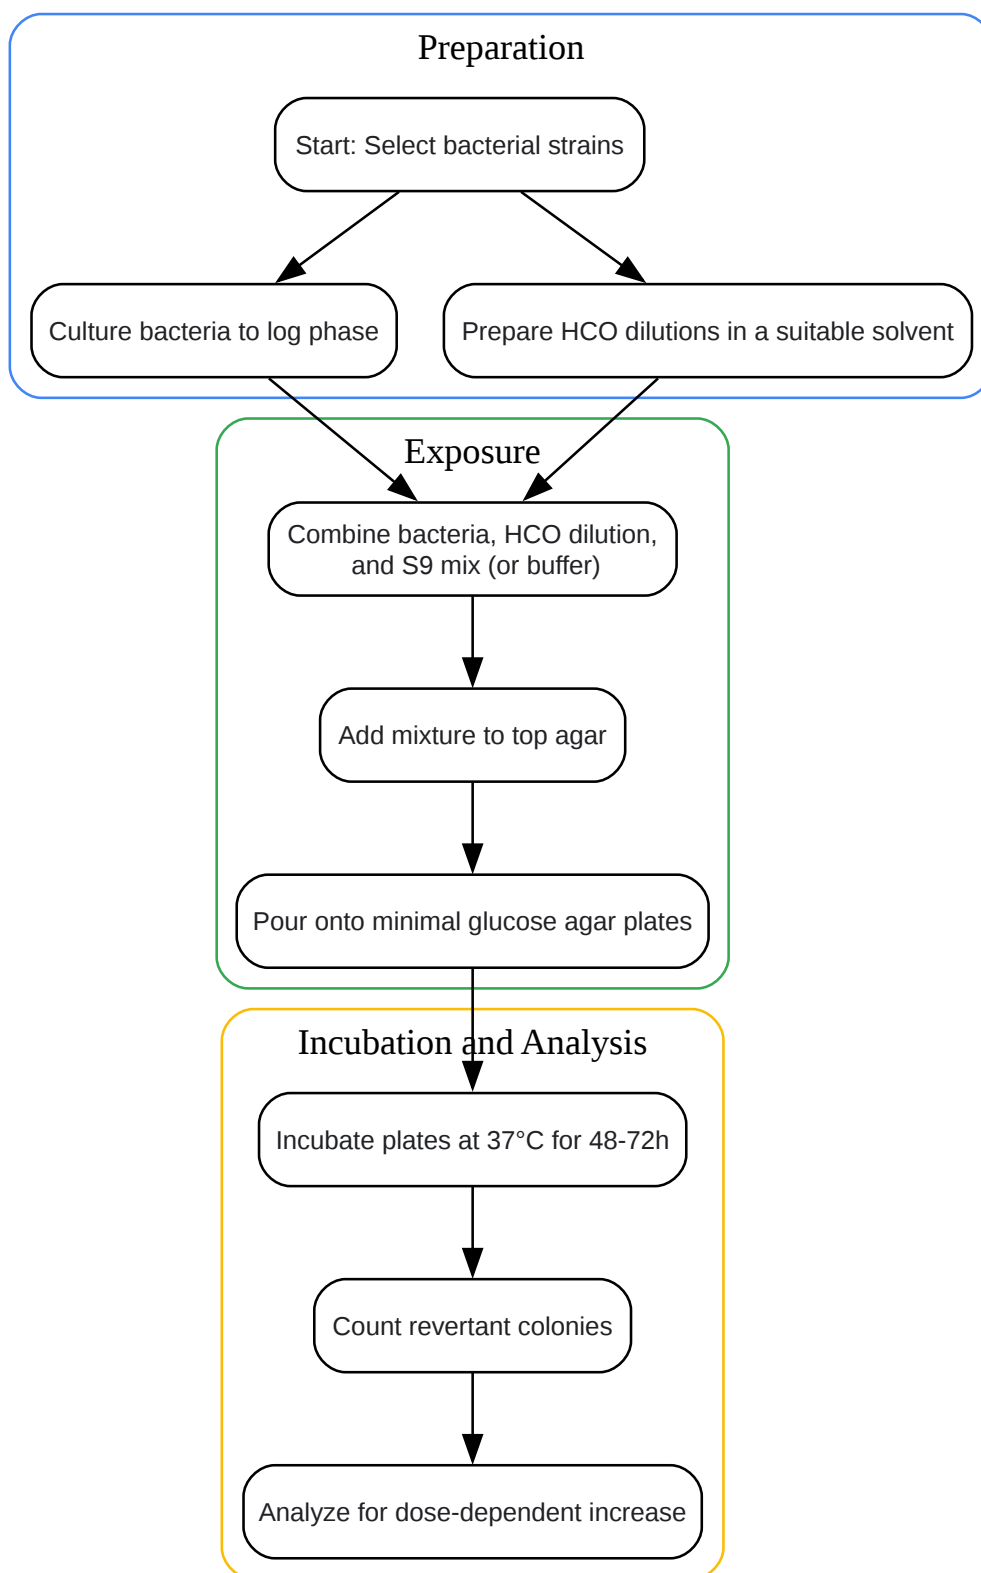 Preparation
Start: Select bacterial strains
Culture bacteria to log phase
Prepare HCO dilutions in a suitable solvent
Exposure
Combine bacteria, HCO dilution,
and S9 mix (or buffer)
Add mixture to top agar
Pour onto minimal glucose agar plates
Incubation and Analysis
Incubate plates at 37°C for 48-72h
Count revertant colonies
Analyze for dose-dependent increase